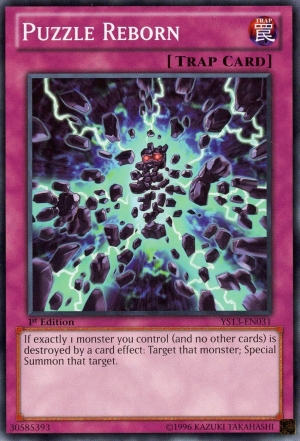 PUZZLE REBORN
TRAP
罠
[TRAP CARD]
1st Edition
YS13-EN031
If exactly 1 monster you control (and no other cards) is
destroyed by a card effect: Target that monster; Special
Summon that target.
30585393
©1996 KAZUKI TAKAHASHI